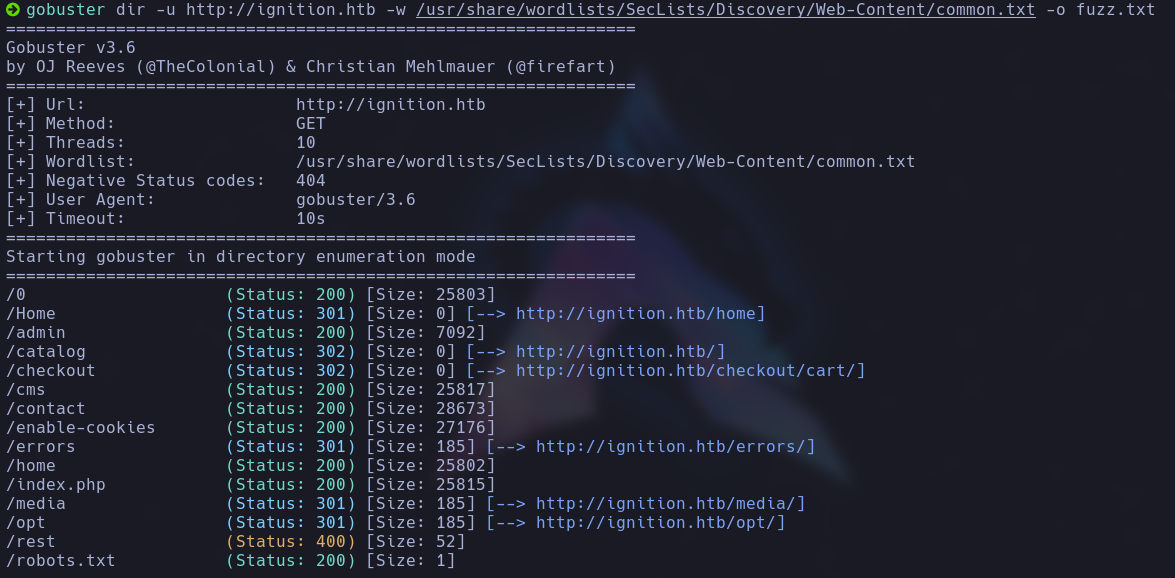 gobuster dir -u http://ignition.htb -w /usr/share/wordlists/SecLists/Discovery/Web-Content/common.txt -o fuzz.txt
===============================================================
Gobuster v3.6
by OJ Reeves (@TheColonial) & Christian Mehlmauer (@firefart)
===============================================================
[+] Url:                     http://ignition.htb
[+] Method:                  GET
[+] Threads:                 10
[+] Wordlist:                /usr/share/wordlists/SecLists/Discovery/Web-Content/common.txt
[+] Negative Status codes:   404
[+] User Agent:              gobuster/3.6
[+] Timeout:                 10s
===============================================================
Starting gobuster in directory enumeration mode
===============================================================
/0                    (Status: 200) [Size: 25803]
/Home                 (Status: 301) [Size: 0] [--> http://ignition.htb/home]
/admin                (Status: 200) [Size: 7092]
/catalog              (Status: 302) [Size: 0] [--> http://ignition.htb/]
/checkout             (Status: 302) [Size: 0] [--> http://ignition.htb/checkout/cart/]
/cms                  (Status: 200) [Size: 25817]
/contact              (Status: 200) [Size: 28673]
/enable-cookies       (Status: 200) [Size: 27176]
/errors               (Status: 301) [Size: 185] [--> http://ignition.htb/errors/]
/home                 (Status: 200) [Size: 25802]
/index.php            (Status: 200) [Size: 25815]
/media                (Status: 301) [Size: 185] [--> http://ignition.htb/media/]
/opt                  (Status: 301) [Size: 185] [--> http://ignition.htb/opt/]
/rest                 (Status: 400) [Size: 52]
/robots.txt           (Status: 200) [Size: 1]